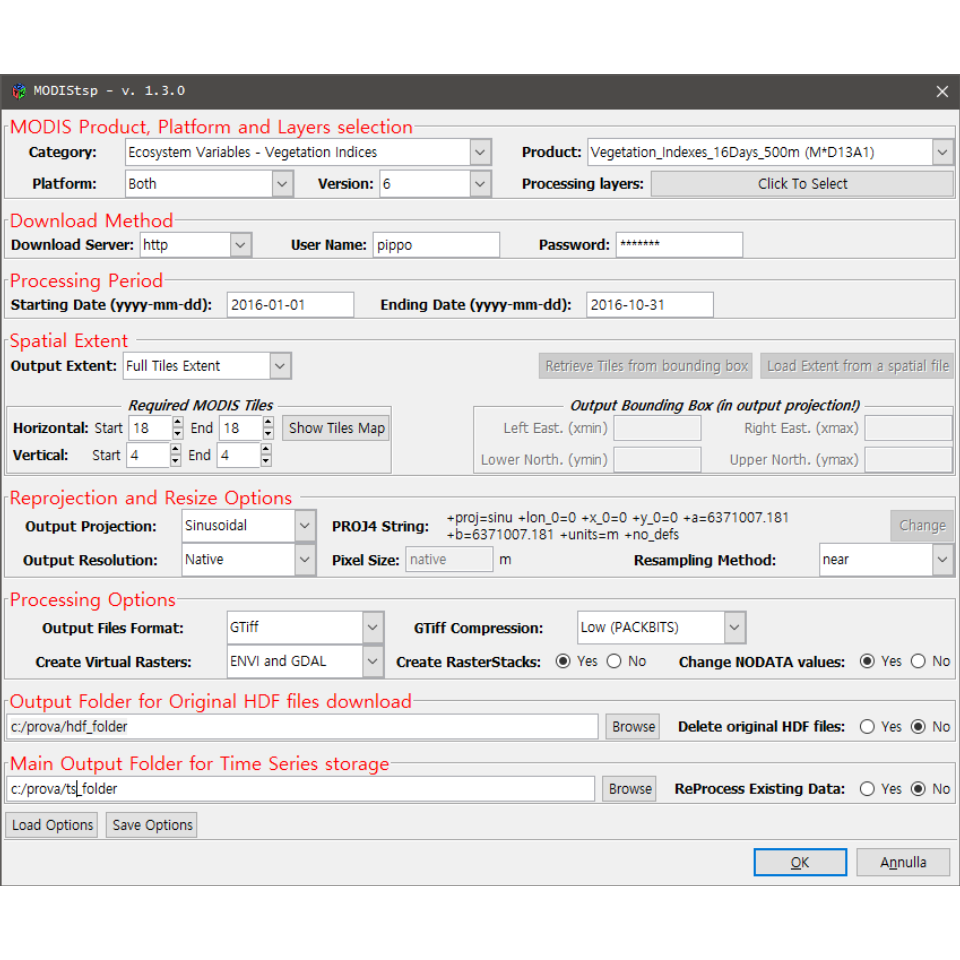 MODIStsp - v. 1.3.0
MODIS Product, Platform and Layers selection
Category: Ecosystem Variables - Vegetation Indices Product: Vegetation_Indexes_16Days_500m (M*D13A1)
Platform: Both Version: 6 Processing layers: Click To Select
Download Method
Download Server: http User Name: pippo Password: *******
Processing Period
Starting Date (yyyy-mm-dd): 2016-01-01 Ending Date (yyyy-mm-dd): 2016-10-31
Spatial Extent
Output Extent: Full Tiles Extent Retrieve Tiles from bounding box Load Extent from a spatial file
Required MODIS Tiles Output Bounding Box (in output projection!)
Horizontal: Start 18 End 18 Show Tiles Map Left East. (xmin) Right East. (xmax)
Vertical: Start 4 End 4 Lower North. (ymin) Upper North. (ymax)
Reprojection and Resize Options
Output Projection: Sinusoidal PROJ4 String: +proj=sinu +lon_0=0 +x_0=0 +y_0=0 +a=6371007.181
+b=6371007.181 +units=m +no_defs Change
Output Resolution: Native Pixel Size: native m Resampling Method: near
Processing Options
Output Files Format: GTiff GTiff Compression: Low (PACKBITS)
Create Virtual Rasters: ENVI and GDAL Create RasterStacks: Yes No Change NODATA values: Yes No
Output Folder for Original HDF files download
c:/prova/hdf_folder Browse Delete original HDF files: Yes No
Main Output Folder for Time Series storage
c:/prova/ts_folder Browse ReProcess Existing Data: Yes No
Load Options Save Options
OK Annulla